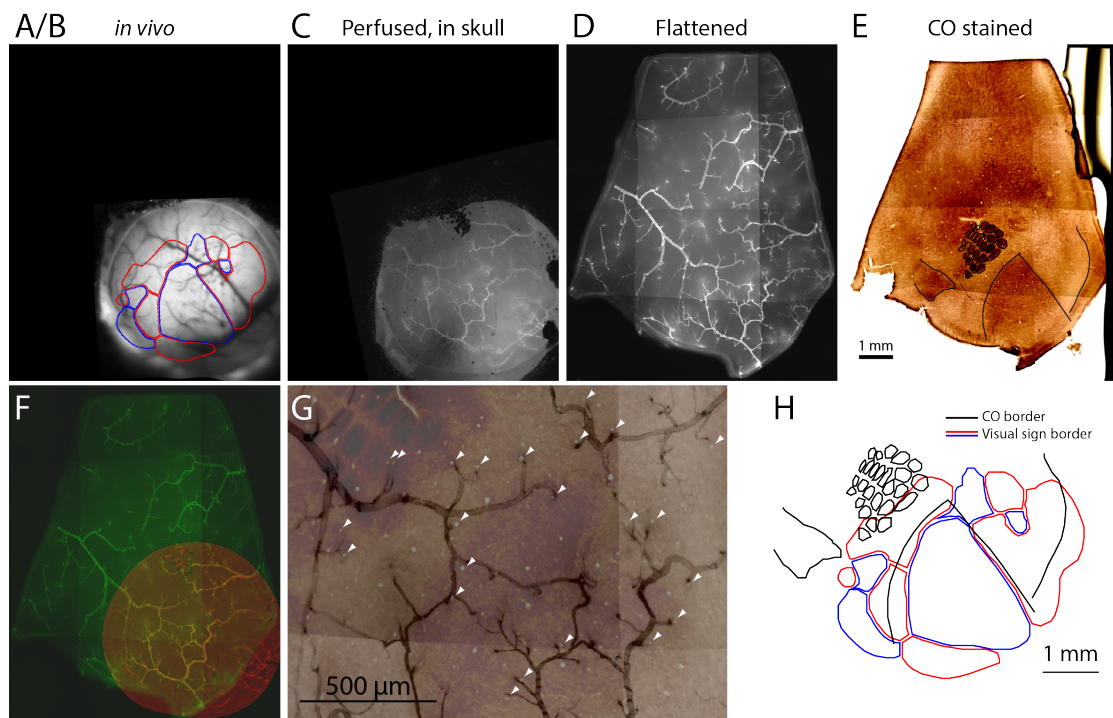 A/B in vivo
C Perfused, in skull
D Flattened
E CO stained
1 mm
F
G
500 µm
H
CO border
Visual sign border
1 mm